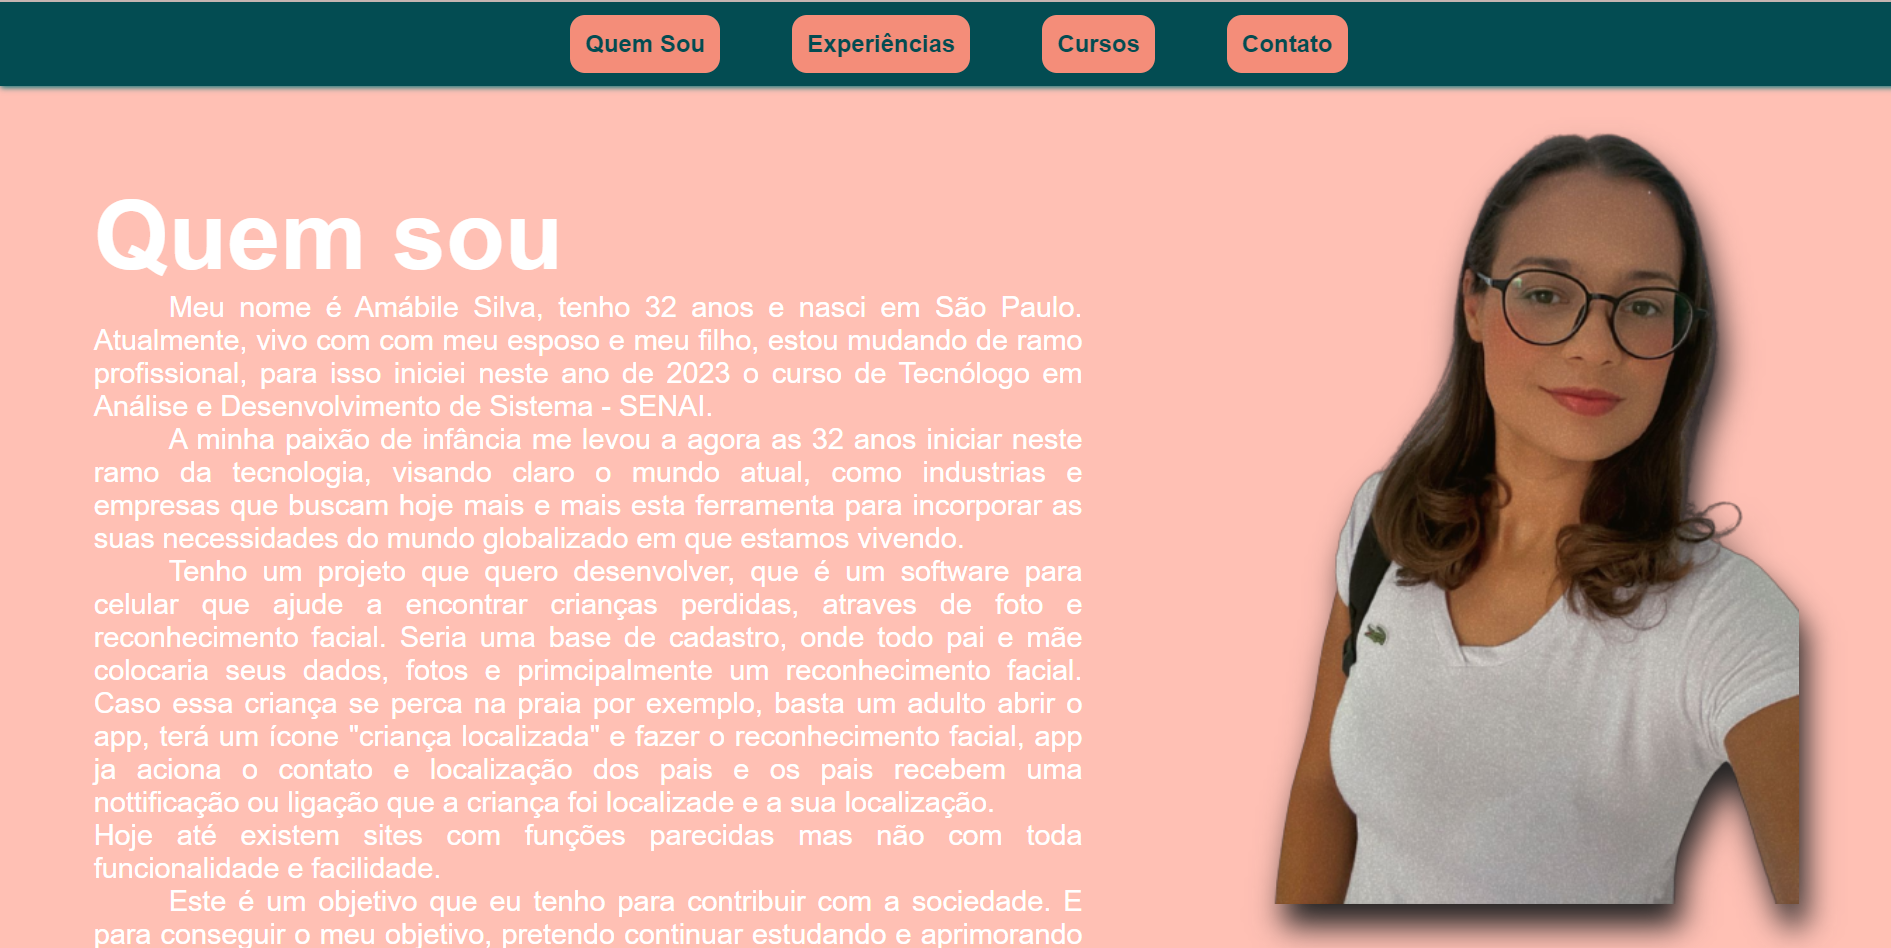 Quem Sou
Experiências
Cursos
Contato
Quem sou
Meu nome é Amábile Silva, tenho 32 anos e nasci em São Paulo.
Atualmente, vivo com com meu esposo e meu filho, estou mudando de ramo
profissional, para isso iniciei neste ano de 2023 o curso de Tecnólogo em
Análise e Desenvolvimento de Sistema - SENAI.
A minha paixão de infância me levou a agora as 32 anos iniciar neste
ramo da tecnologia, visando claro o mundo atual, como industrias e
empresas que buscam hoje mais e mais esta ferramenta para incorporar as
suas necessidades do mundo globalizado em que estamos vivendo.
Tenho um projeto que quero desenvolver, que é um software para
celular que ajude a encontrar crianças perdidas, atraves de foto e
reconhecimento facial. Seria uma base de cadastro, onde todo pai e mãe
colocaria seus dados, fotos e primcipalmente um reconhecimento facial.
Caso essa criança se perca na praia por exemplo, basta um adulto abrir o
app, terá um ícone "criança localizada" e fazer o reconhecimento facial, app
ja aciona o contato e localização dos pais e os pais recebem uma
nottificação ou ligação que a criança foi localizade e a sua localização.
Hoje até existem sites com funções parecidas mas não com toda
funcionalidade e facilidade.
Este é um objetivo que eu tenho para contribuir com a sociedade. E
para conseguir o meu objetivo, pretendo continuar estudando e aprimorando